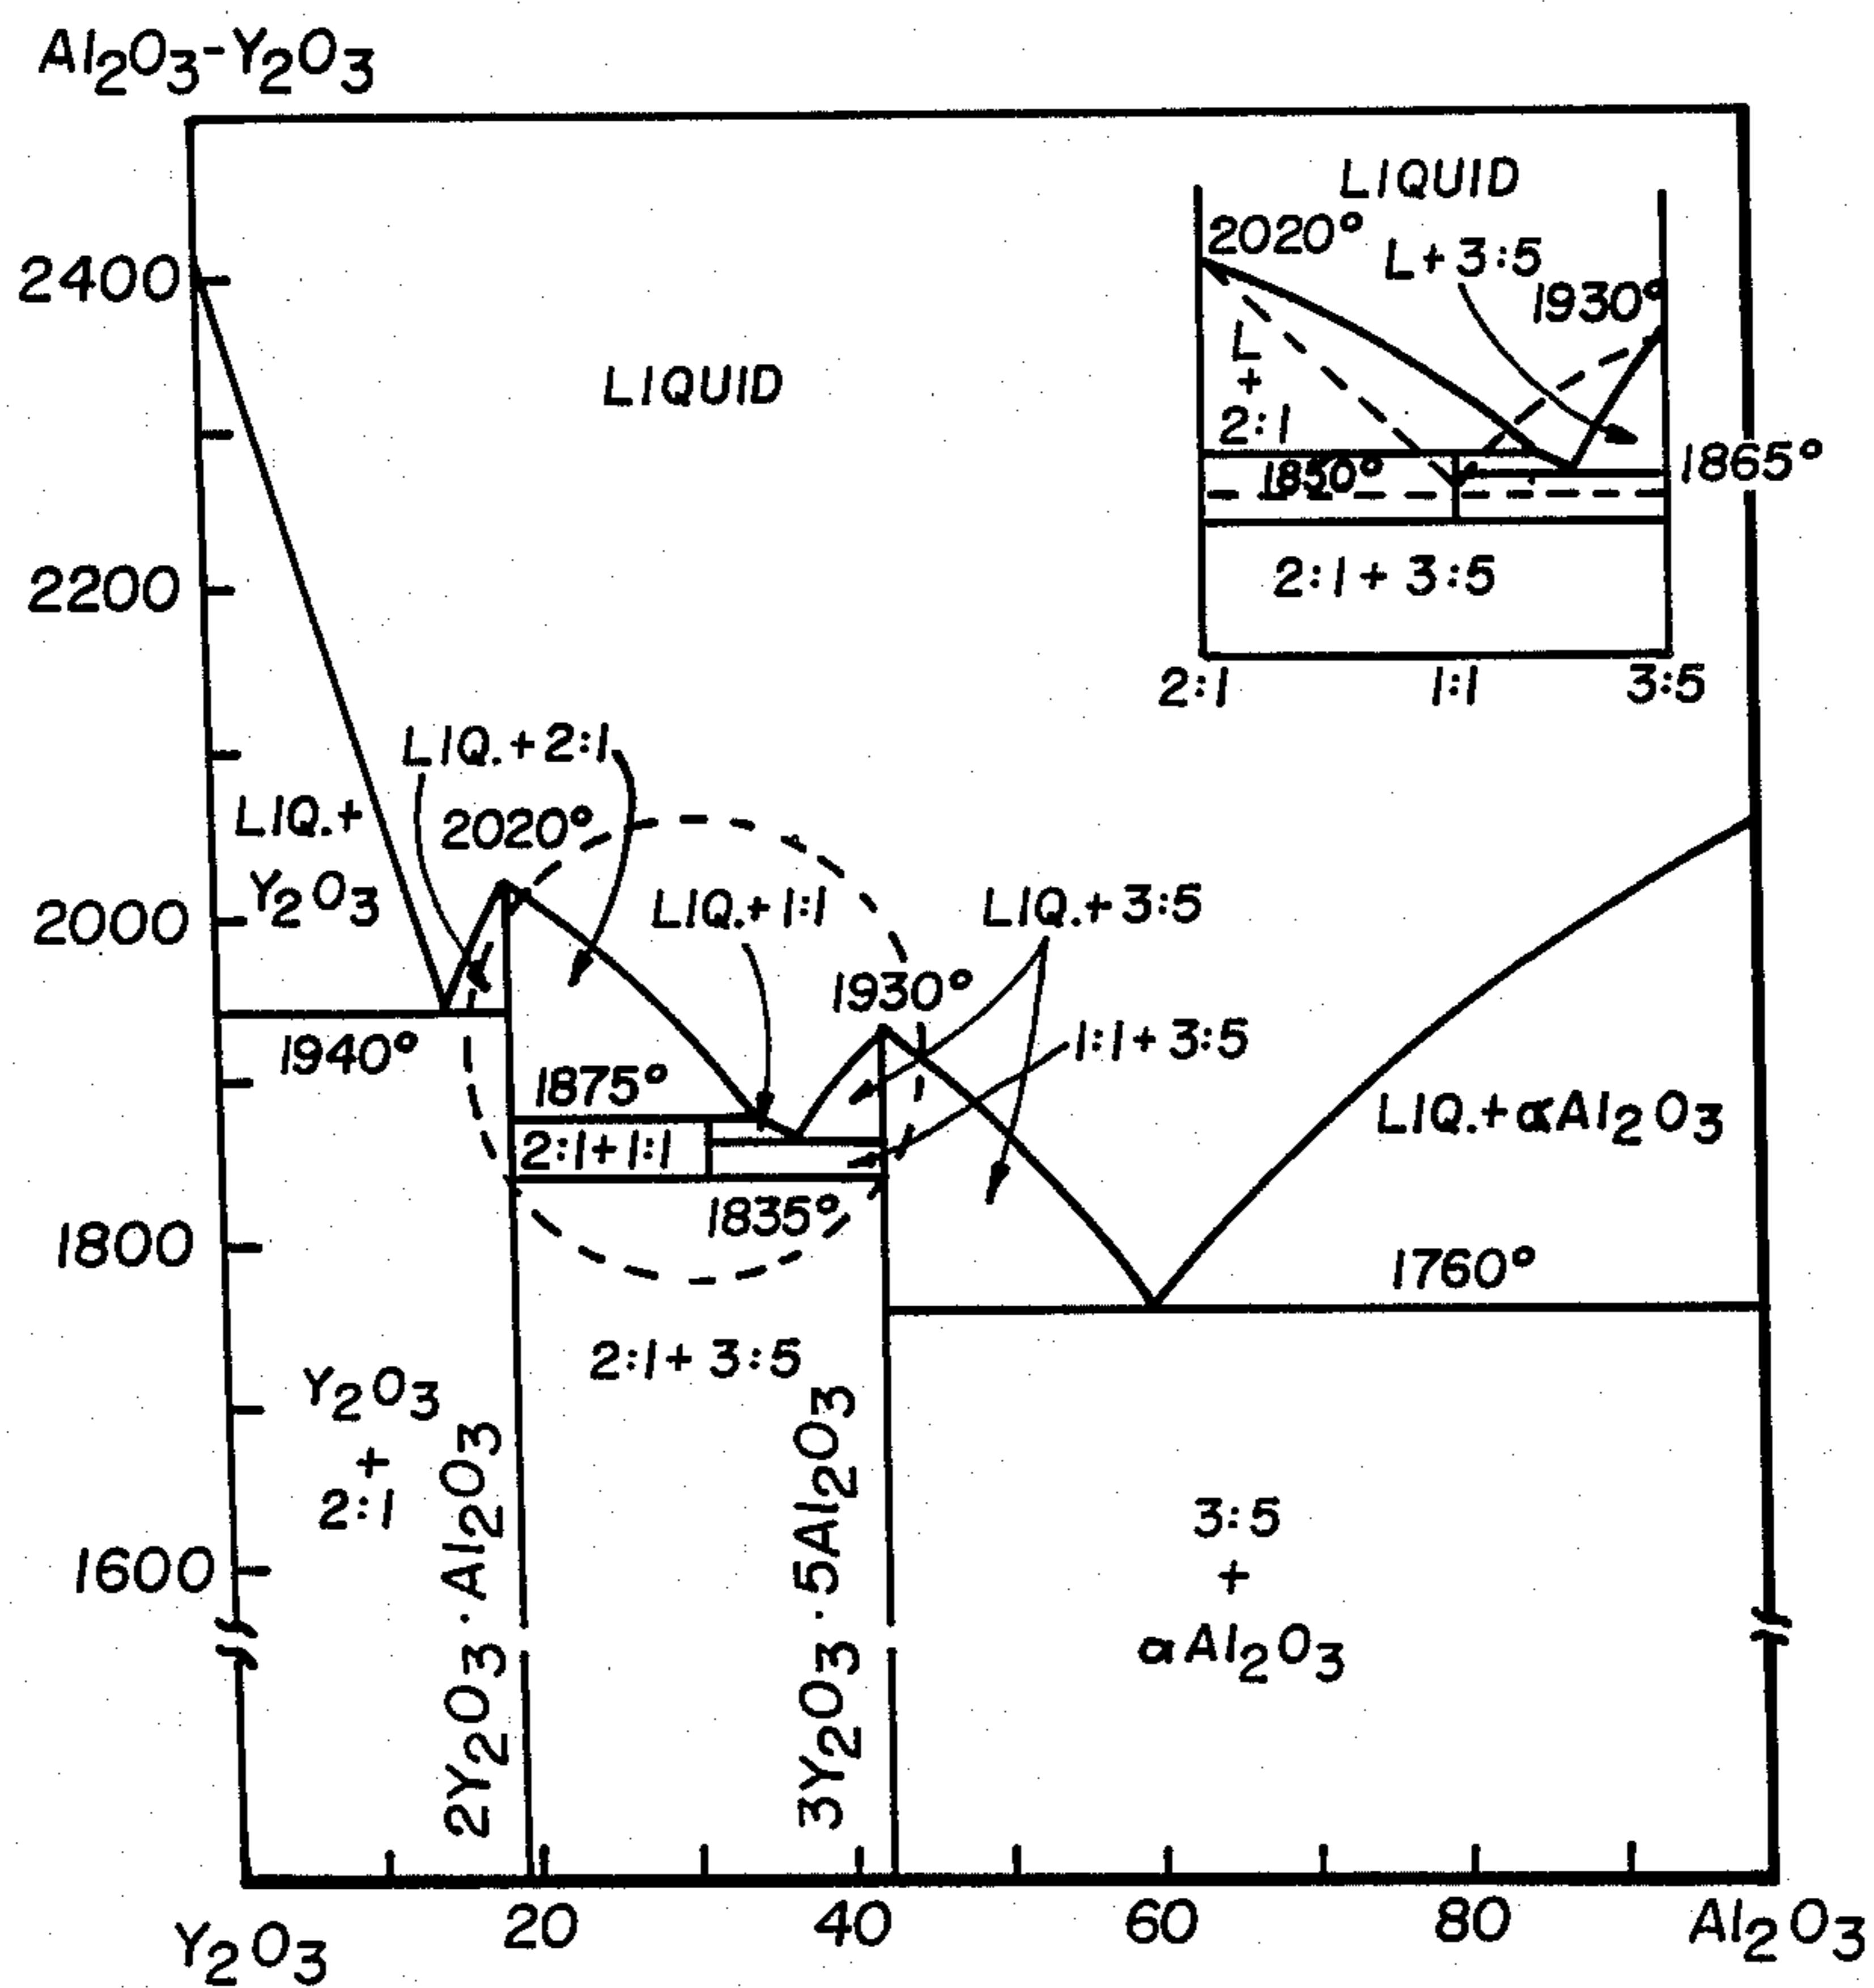 Al₂O₃-Y₂O₃
LIQUID
2020°
L+3:5
1930°
L
+
2:1
1850°
1865°
2:1+3:5
2:1
1:1
3:5
2400
2200
2000
1800
1600
LIQUID
LIQ.+2:1
LIQ.+
Y₂O₃
2020°
LIQ.+1:1
LIQ.+3:5
1930°
1:1+3:5
1940°
1875°
2:1+1:1
1835°
LIQ.+αAl₂O₃
1760°
2:1+3:5
Y₂O₃
+
2:1
2Y₂O₃·Al₂O₃
3Y₂O₃·5Al₂O₃
3:5
+
αAl₂O₃
Y₂O₃
20
40
60
80
Al₂O₃